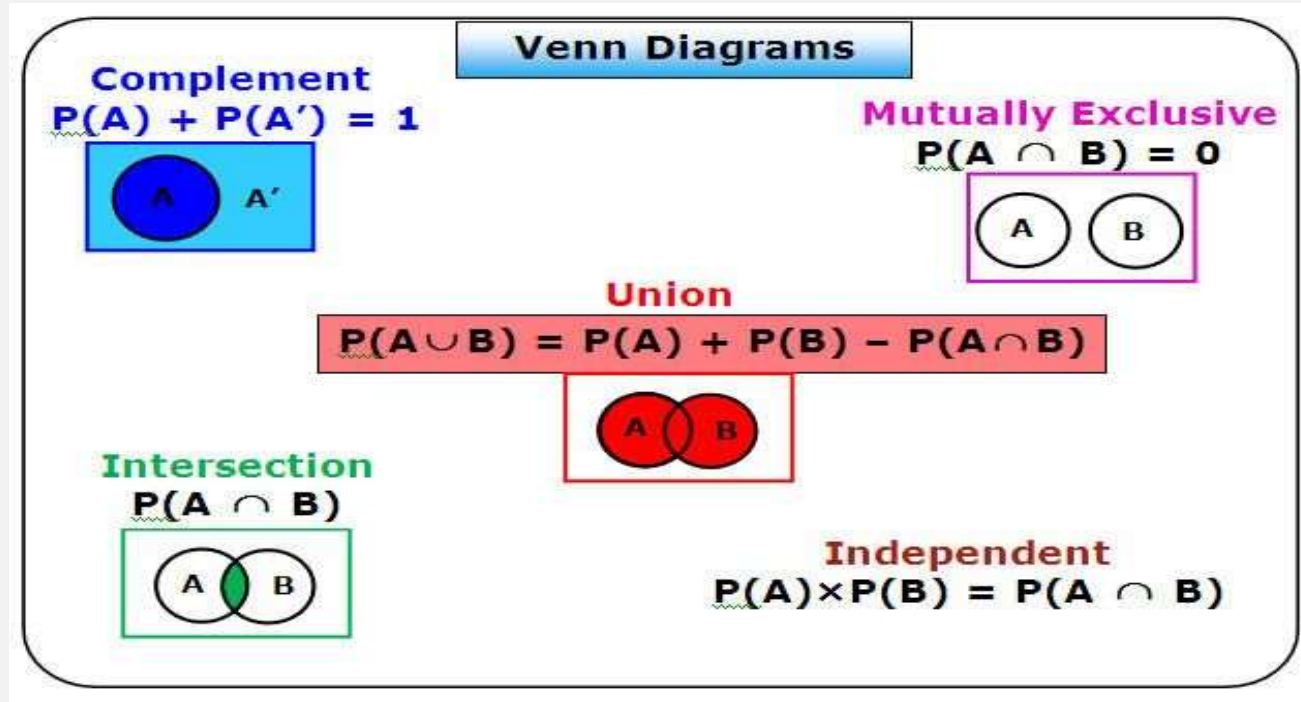 Venn Diagrams
Complement
P(A) + P(A′) = 1
A A′
Mutually Exclusive
P(A ∩ B) = 0
A B
Union
P(A∪B) = P(A) + P(B) – P(A∩B)
A B
Intersection
P(A ∩ B)
A B
Independent
P(A)×P(B) = P(A ∩ B)